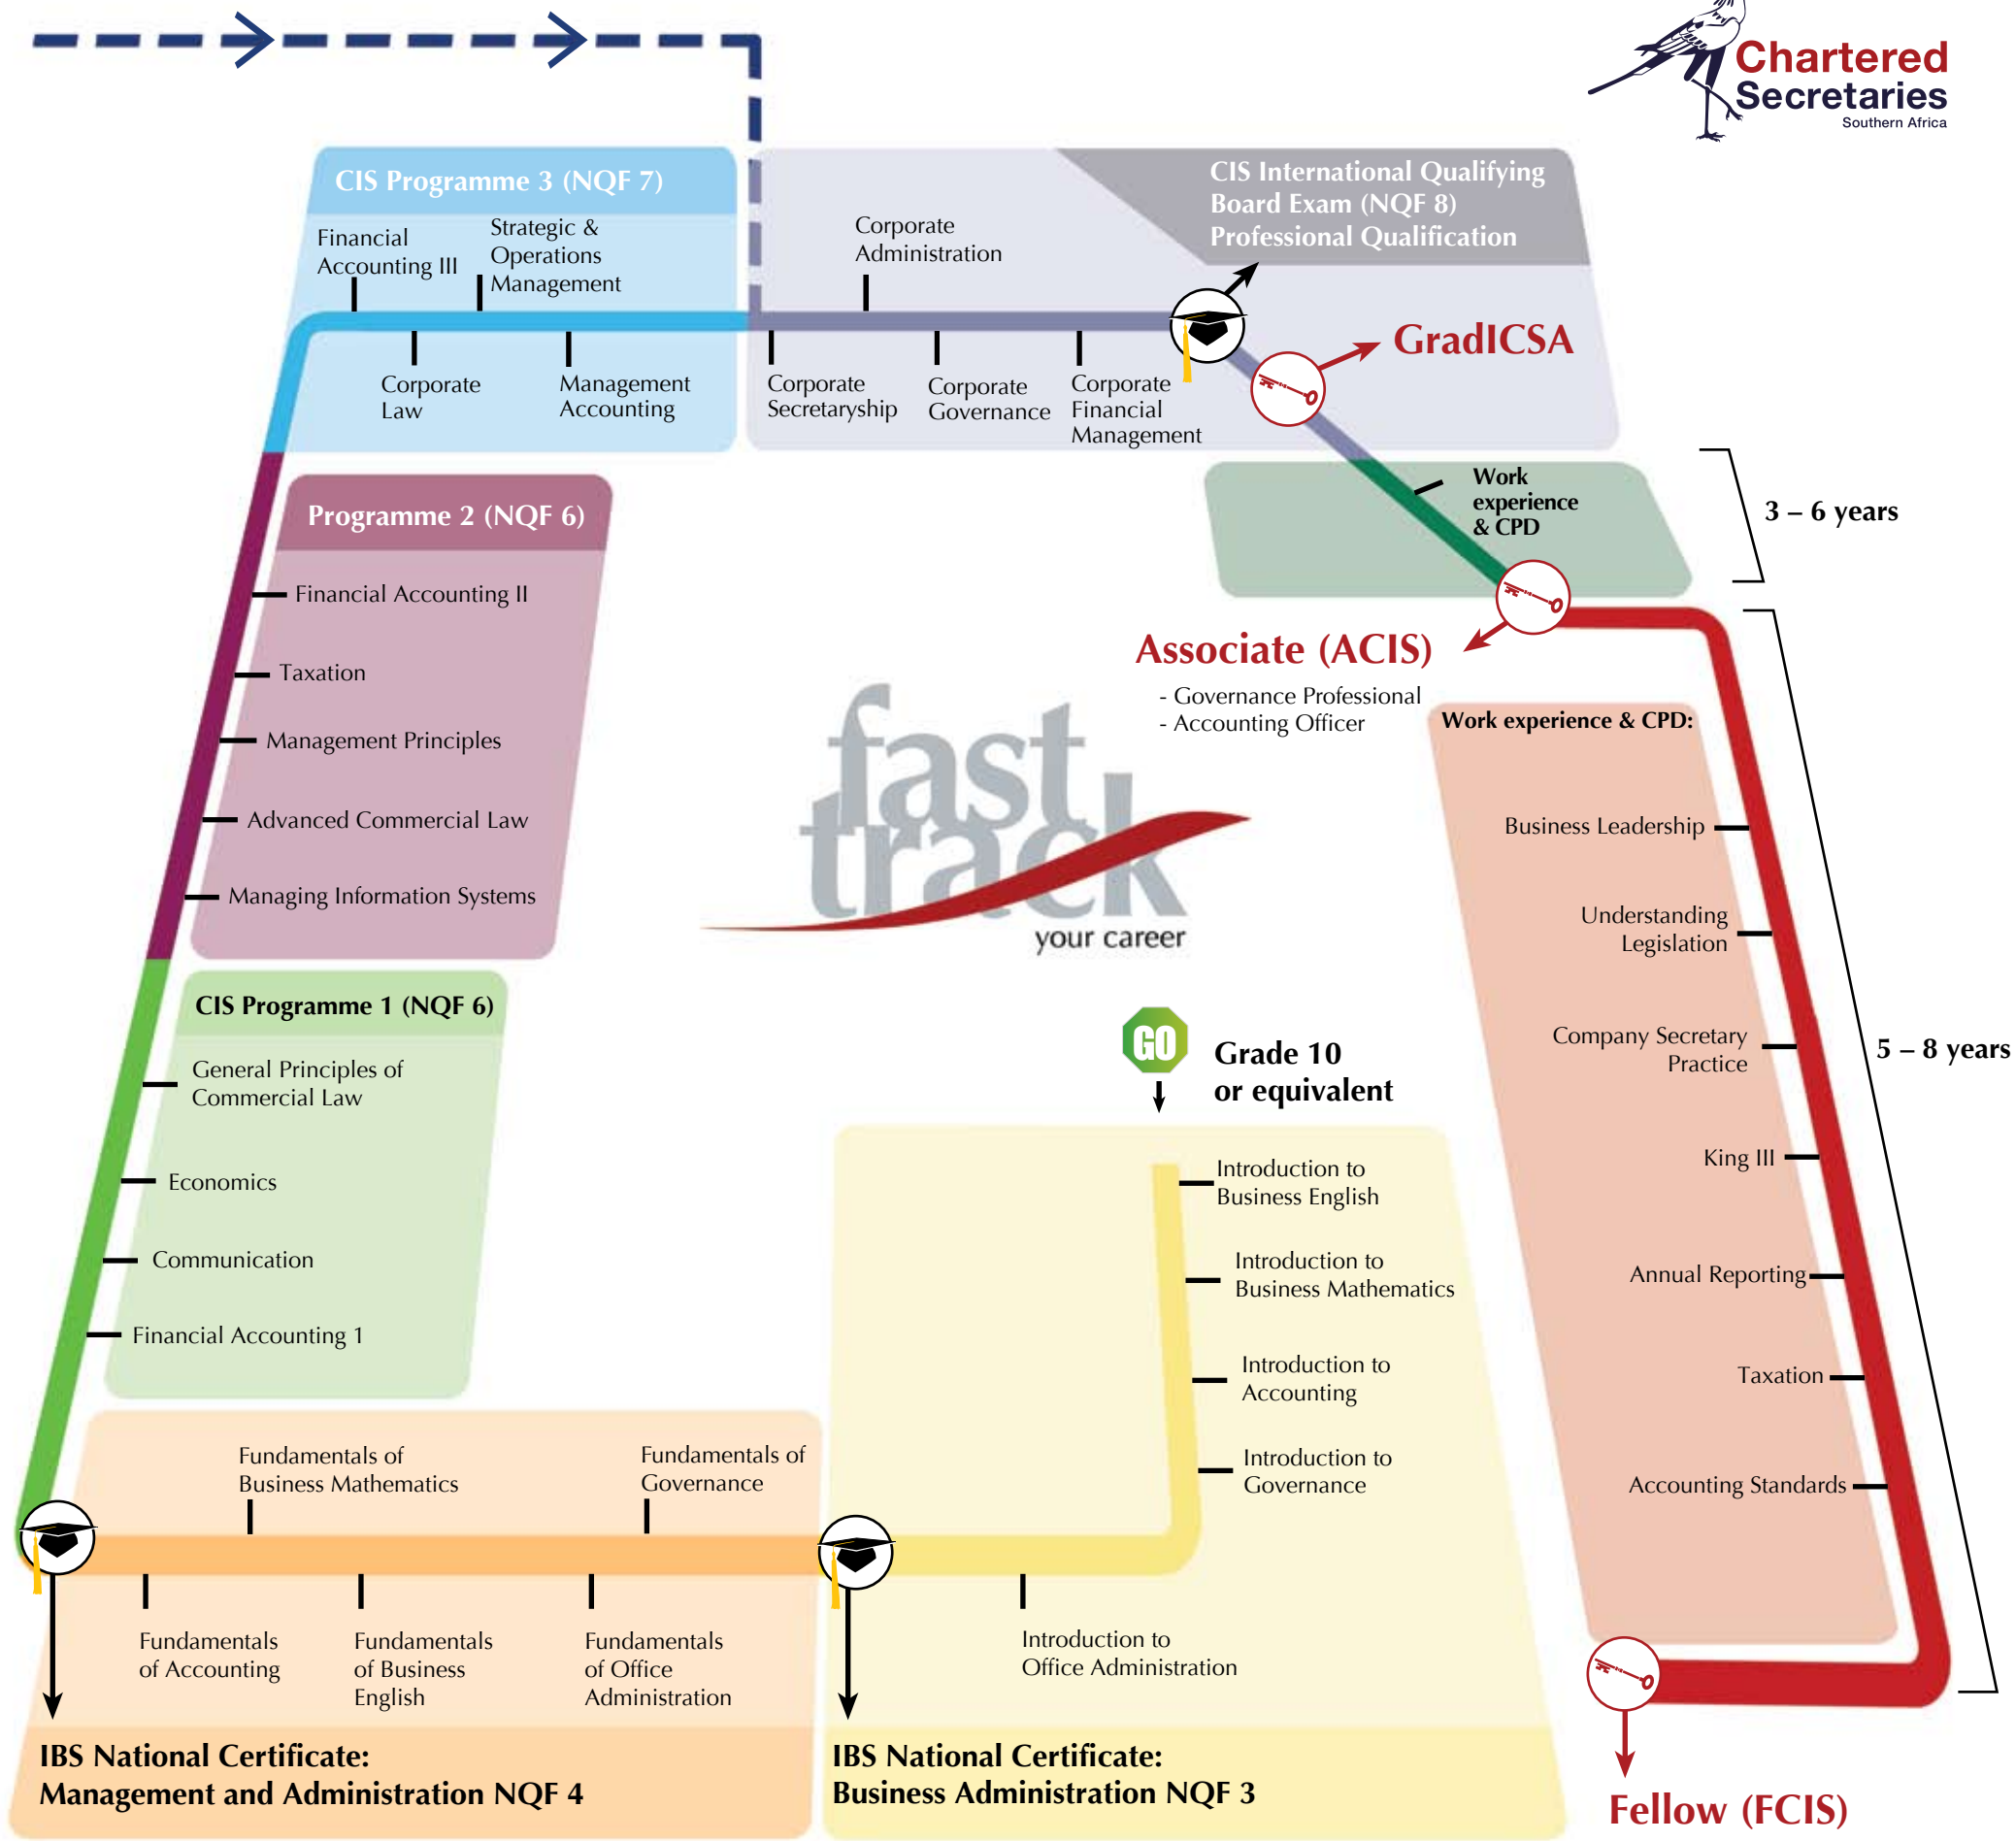 Chartered
Secretaries
Southern Africa
CIS Programme 3 (NQF 7)
Financial
Accounting III
Strategic &
Operations
Management
Corporate
Law
Management
Accounting
CIS International Qualifying
Board Exam (NQF 8)
Professional Qualification
Corporate
Administration
Corporate
Secretaryship
Corporate
Governance
Corporate
Financial
Management
GradICSA
Work
experience
& CPD
3 – 6 years
Programme 2 (NQF 6)
Financial Accounting II
Taxation
Management Principles
Advanced Commercial Law
Managing Information Systems
Associate (ACIS)
- Governance Professional
- Accounting Officer
fast
track
your career
Work experience & CPD:
Business Leadership
Understanding
Legislation
Company Secretary
Practice
King III
Annual Reporting
Taxation
Accounting Standards
5 – 8 years
CIS Programme 1 (NQF 6)
General Principles of
Commercial Law
Economics
Communication
Financial Accounting 1
GO
Grade 10
or equivalent
Introduction to
Business English
Introduction to
Business Mathematics
Introduction to
Accounting
Introduction to
Governance
Introduction to
Office Administration
Fundamentals of
Business Mathematics
Fundamentals of
Governance
Fundamentals
of Accounting
Fundamentals
of Business
English
Fundamentals
of Office
Administration
IBS National Certificate:
Management and Administration NQF 4
IBS National Certificate:
Business Administration NQF 3
Fellow (FCIS)